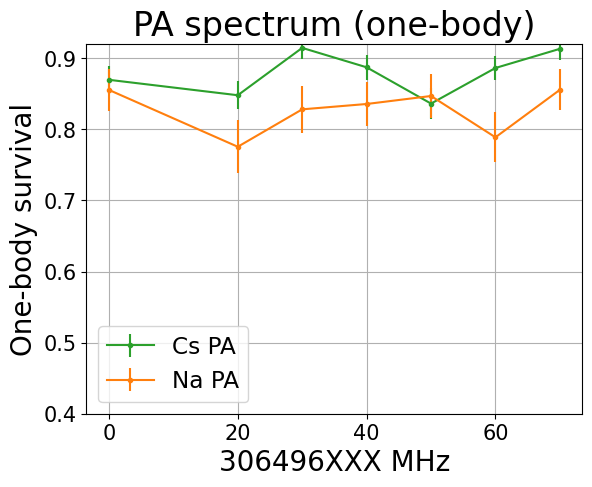 PA spectrum (one-body)
One-body survival
0.9
0.8
0.7
0.6
0.5
0.4
Cs PA
Na PA
0
20
40
60
306496XXX MHz